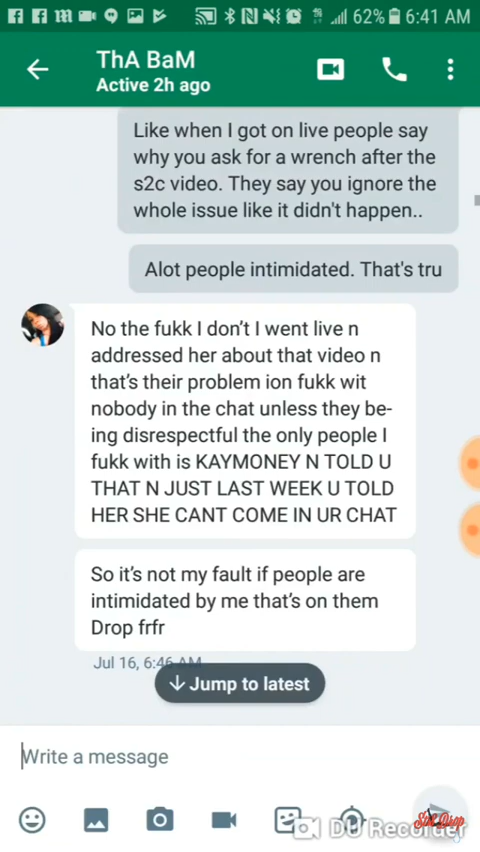 62% 6:41 AM
ThA BaM
Active 2h ago
Like when I got on live people say
why you ask for a wrench after the
s2c video. They say you ignore the
whole issue like it didn't happen..
Alot people intimidated. That's tru
No the fukk I don't I went live n
addressed her about that video n
that's their problem ion fukk wit
nobody in the chat unless they be-
ing disrespectful the only people I
fukk with is KAYMONEY N TOLD U
THAT N JUST LAST WEEK U TOLD
HER SHE CANT COME IN UR CHAT
So it's not my fault if people are
intimidated by me that's on them
Drop frfr
Jul 16, 6:46 AM
Jump to latest
Write a message
DU Recorder